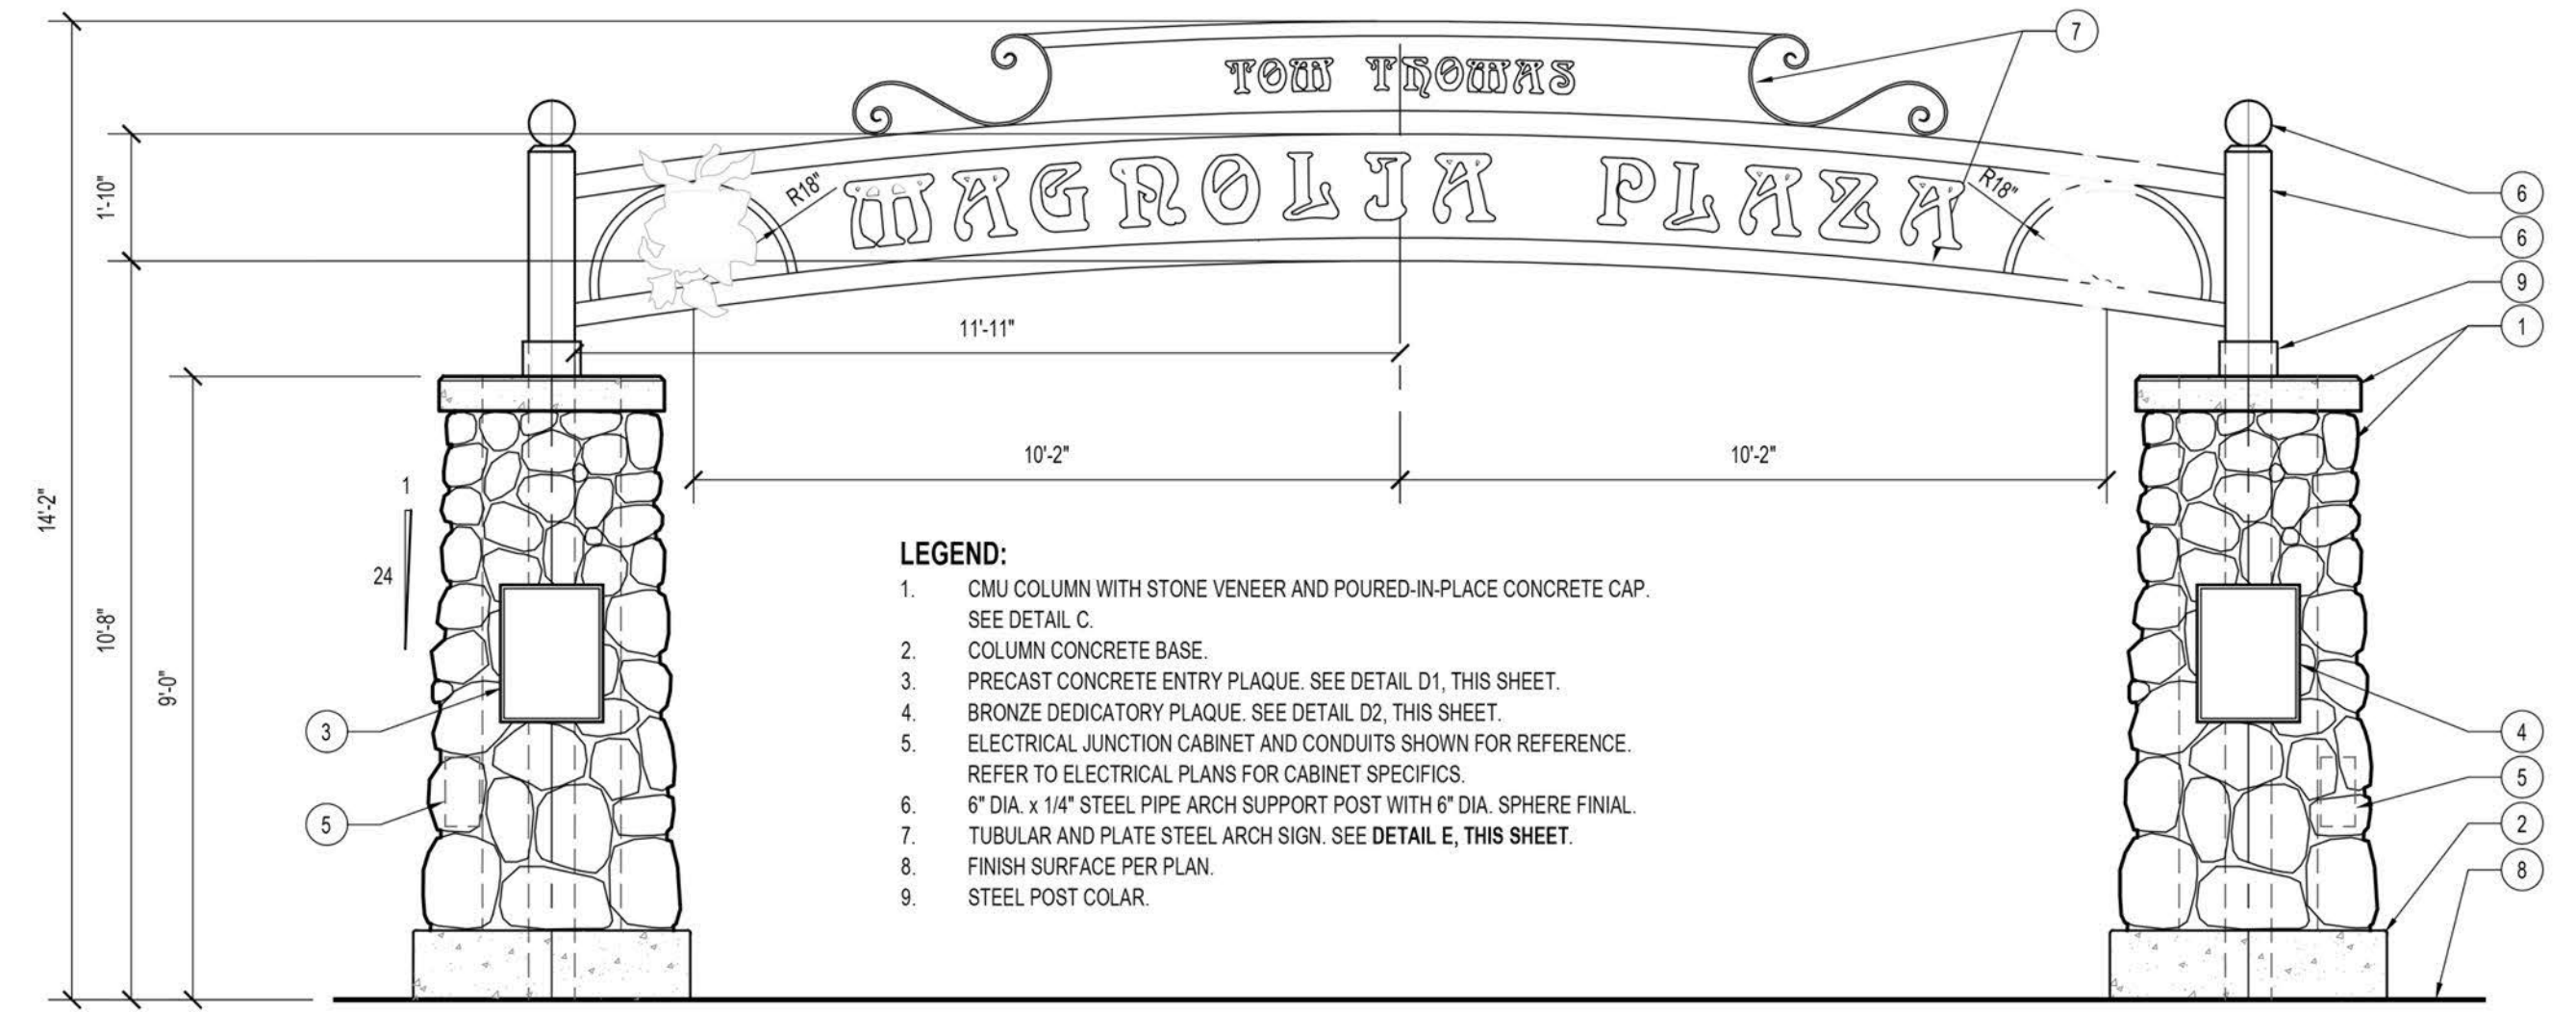 7
TOM THOMAS
MAGNOLIA PLAZA
R18"
R18"
1'-10"
6
6
9
1
11'-11"
10'-2"
10'-2"
14'-2"
10'-8"
9'-0"
1
24
LEGEND:
1. CMU COLUMN WITH STONE VENEER AND POURED-IN-PLACE CONCRETE CAP.
SEE DETAIL C.
2. COLUMN CONCRETE BASE.
3. PRECAST CONCRETE ENTRY PLAQUE. SEE DETAIL D1, THIS SHEET.
4. BRONZE DEDICATORY PLAQUE. SEE DETAIL D2, THIS SHEET.
5. ELECTRICAL JUNCTION CABINET AND CONDUITS SHOWN FOR REFERENCE.
REFER TO ELECTRICAL PLANS FOR CABINET SPECIFICS.
6. 6" DIA. x 1/4" STEEL PIPE ARCH SUPPORT POST WITH 6" DIA. SPHERE FINIAL.
7. TUBULAR AND PLATE STEEL ARCH SIGN. SEE DETAIL E, THIS SHEET.
8. FINISH SURFACE PER PLAN.
9. STEEL POST COLAR.
3
5
4
5
2
8